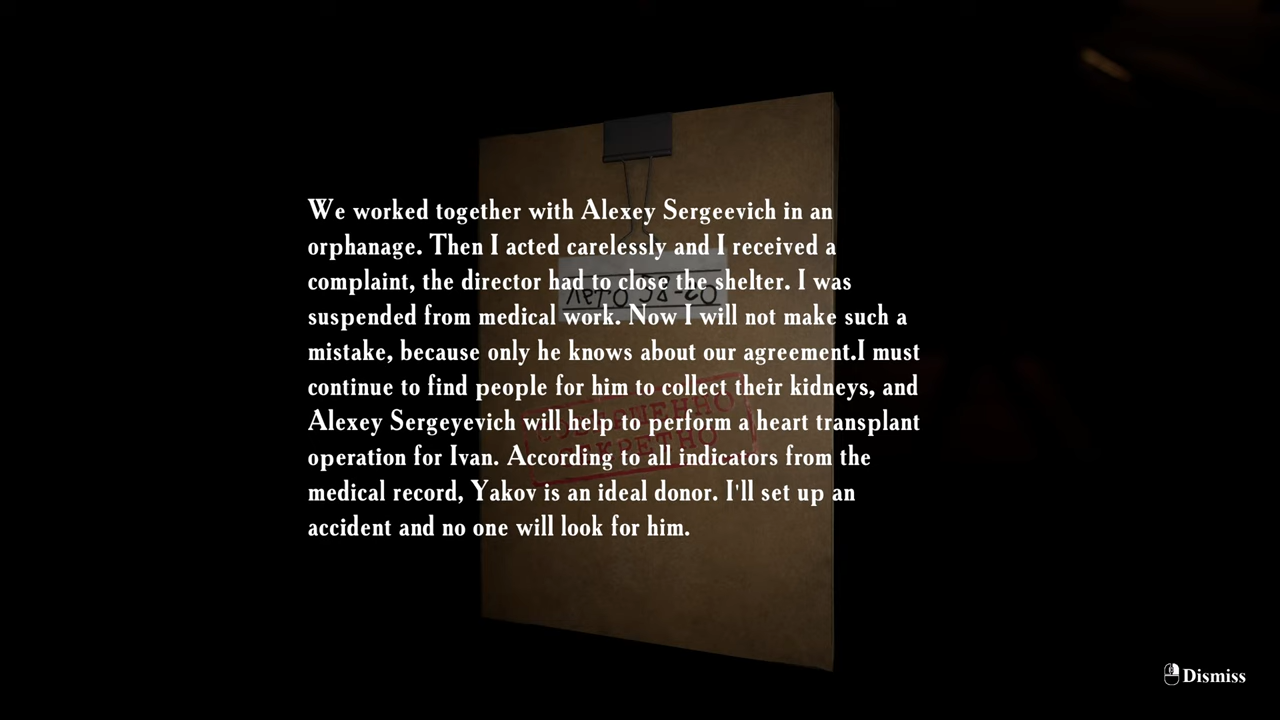 We worked together with Alexey Sergeevich in an
orphanage. Then I acted carelessly and I received a
complaint, the director had to close the shelter. I was
suspended from medical work. Now I will not make such a
mistake, because only he knows about our agreement.I must
continue to find people for him to collect their kidneys, and
Alexey Sergeyevich will help to perform a heart transplant
operation for Ivan. According to all indicators from the
medical record, Yakov is an ideal donor. I'll set up an
accident and no one will look for him.
Dismiss